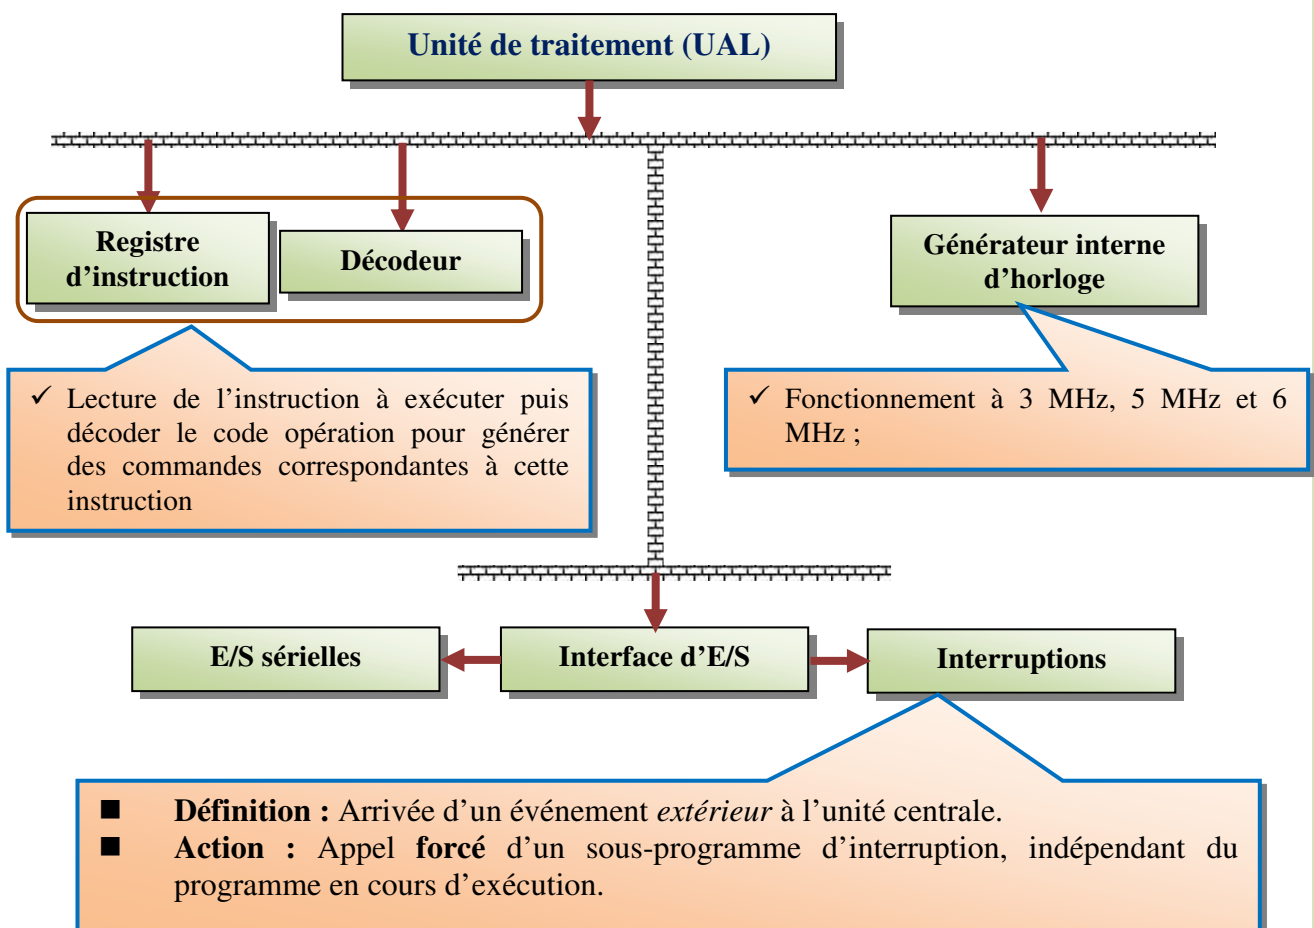 Unité de traitement (UAL)
Registre
d’instruction
Décodeur
Générateur interne
d’horloge
✓ Lecture de l’instruction à exécuter puis
décoder le code opération pour générer
des commandes correspondantes à cette
instruction
✓ Fonctionnement à 3 MHz, 5 MHz et 6
MHz ;
E/S sérielles
Interface d’E/S
Interruptions
■ Définition : Arrivée d’un événement extérieur à l’unité centrale.
■ Action : Appel forcé d’un sous-programme d’interruption, indépendant du
programme en cours d’exécution.